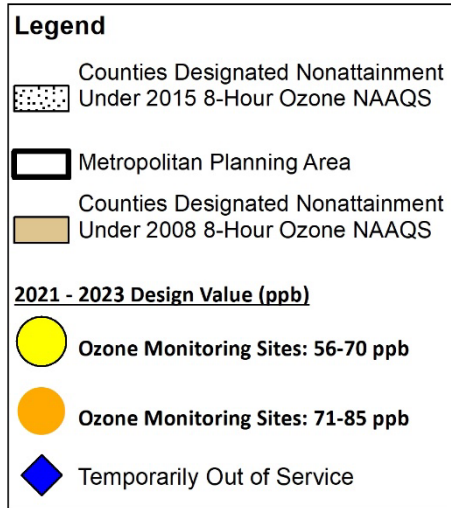 Legend
Counties Designated Nonattainment
Under 2015 8-Hour Ozone NAAQS
Metropolitan Planning Area
Counties Designated Nonattainment
Under 2008 8-Hour Ozone NAAQS
2021 - 2023 Design Value (ppb)
Ozone Monitoring Sites: 56-70 ppb
Ozone Monitoring Sites: 71-85 ppb
Temporarily Out of Service